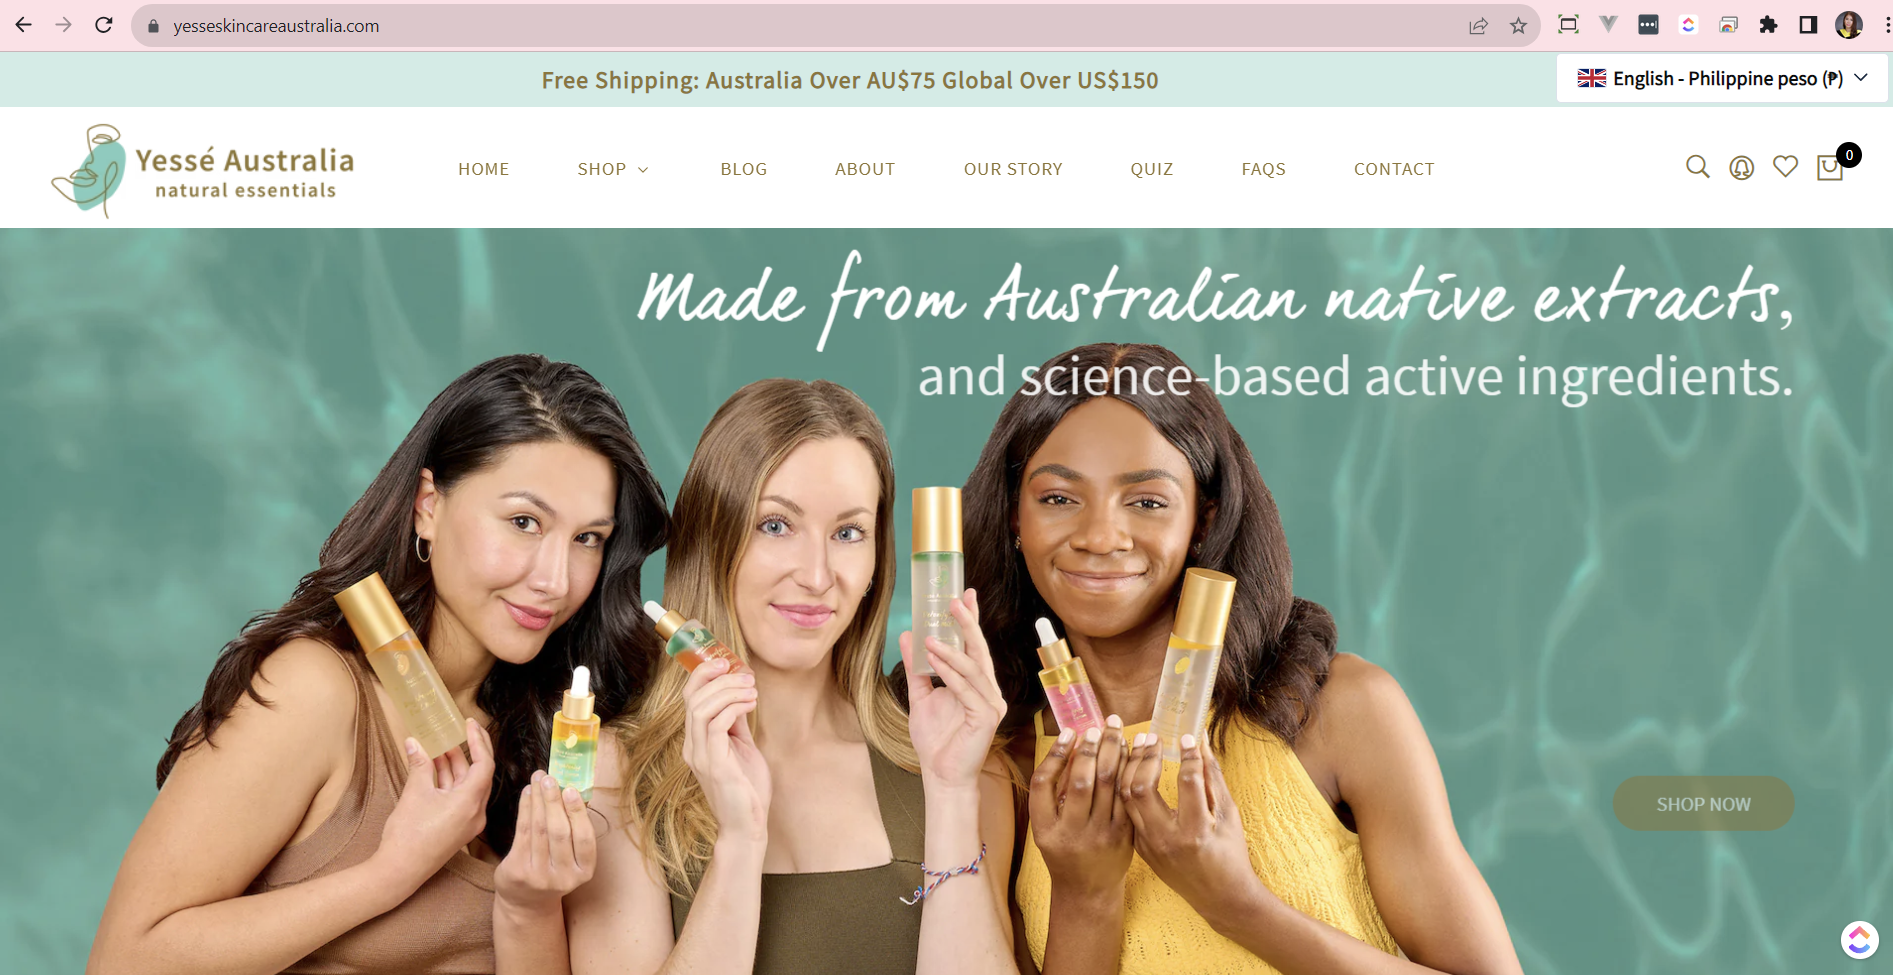 yesseskincareaustralia.com
Free Shipping: Australia Over AU$75 Global Over US$150
English - Philippine peso (₱)
Yessé Australia
natural essentials
HOME
SHOP
BLOG
ABOUT
OUR STORY
QUIZ
FAQS
CONTACT
0
Made from Australian native extracts,
and science-based active ingredients.
SHOP NOW